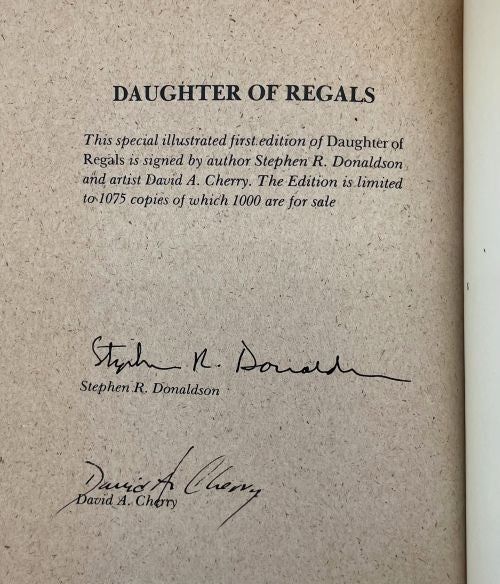 DAUGHTER OF REGALS
This special illustrated first edition of Daughter of
Regals is signed by author Stephen R. Donaldson
and artist David A. Cherry. The Edition is limited
to 1075 copies of which 1000 are for sale
Stephen R. Donaldson
Stephen R. Donaldson
David A. Cherry
David A. Cherry